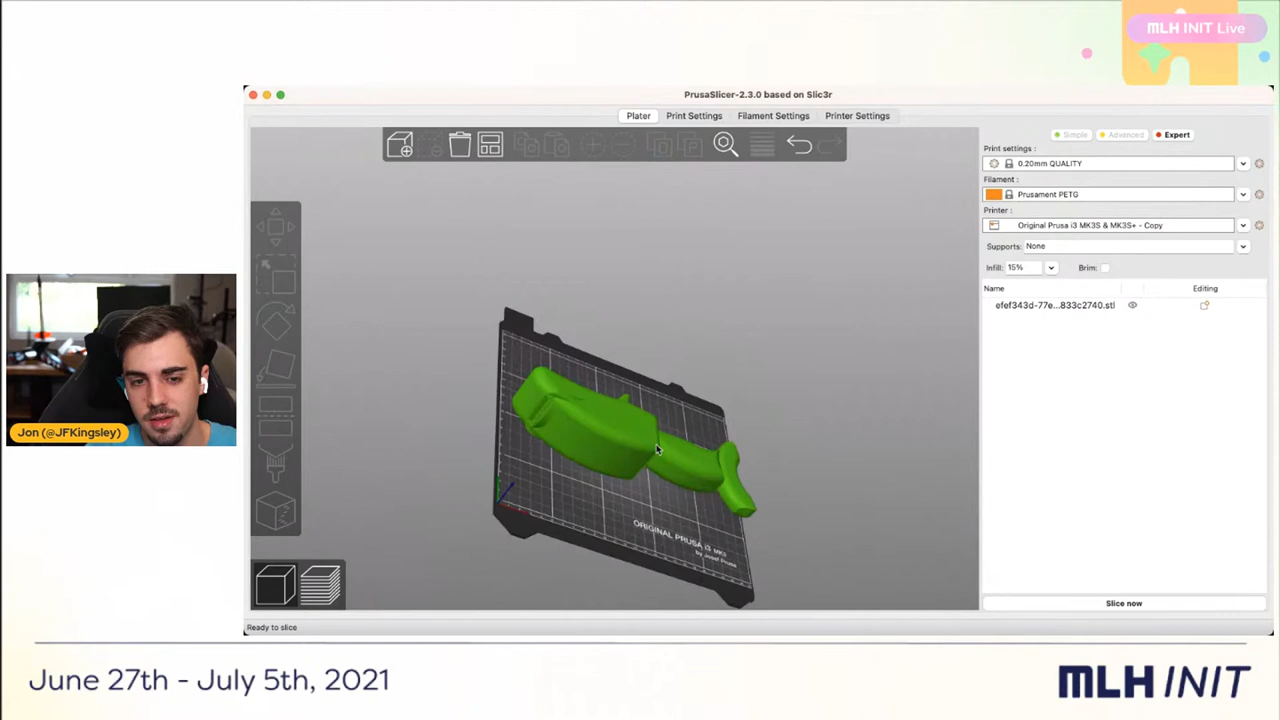 MLH INIT Live
PrusaSlicer-2.3.0 based on Slic3r
Plater
Print Settings
Filament Settings
Printer Settings
Simple
Advanced
Expert
Print settings :
0.20mm QUALITY
Filament :
Prusament PETG
Printer :
Original Prusa i3 MK3S & MK3S+ - Copy
Supports: None
Infill: 15%
Brim:
Name
Editing
efef343d-77e...833c2740.stl
Jon (@JFKingsley)
ORIGINAL PRUSA i3 MK3
by Josef Prusa
Slice now
Ready to slice
June 27th - July 5th, 2021
MLH INIT